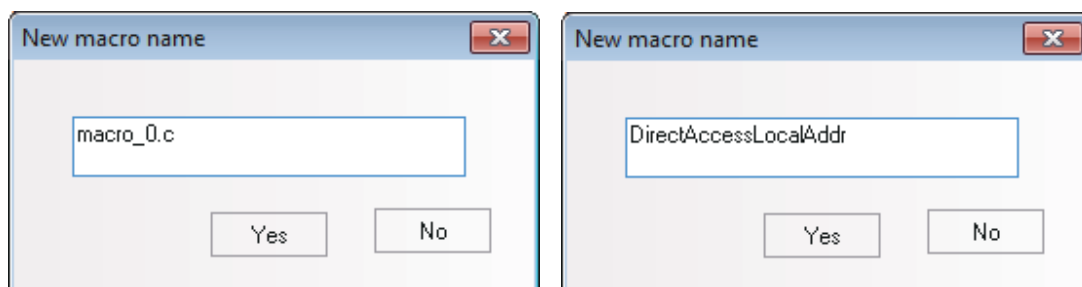 New macro name
macro_0.c
Yes
No
New macro name
DirectAccessLocalAddr
Yes
No